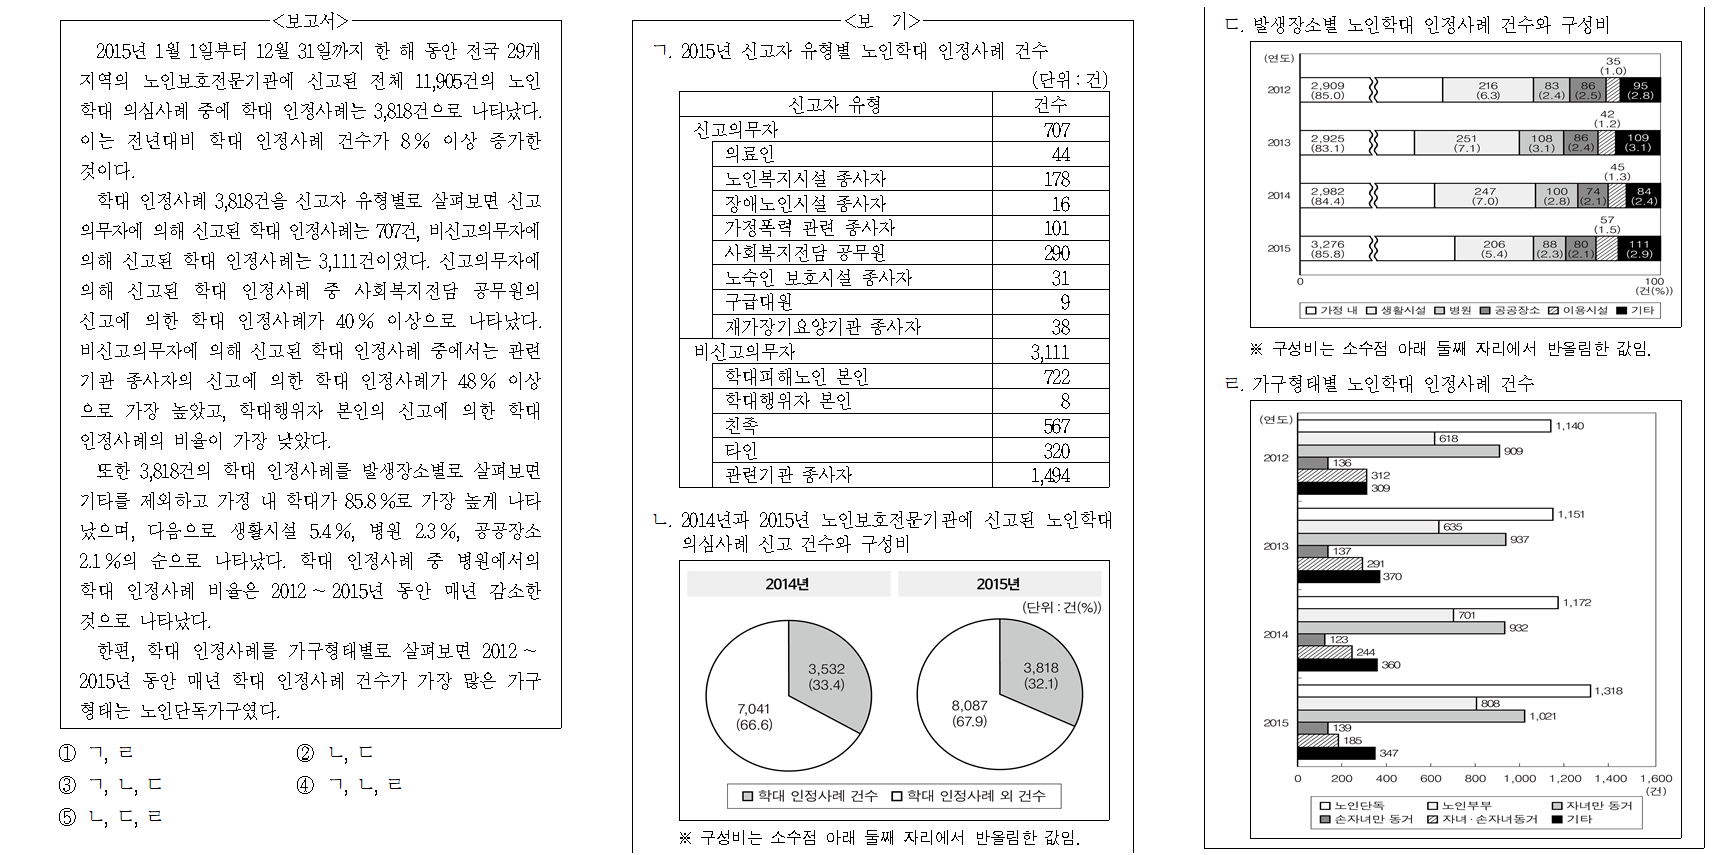 <보고서>
2015년 1월 1일부터 12월 31일까지 한 해 동안 전국 29개
지역의 노인보호전문기관에 신고된 전체 11,905건의 노인
학대 의심사례 중에 학대 인정사례는 3,818건으로 나타났다.
이는 전년대비 학대 인정사례 건수가 8% 이상 증가한
것이다.
학대 인정사례 3,818건을 신고자 유형별로 살펴보면 신고
의무자에 의해 신고된 학대 인정사례는 707건, 비신고의무자에
의해 신고된 학대 인정사례는 3,111건이었다. 신고의무자에
의해 신고된 학대 인정사례 중 사회복지전담 공무원의
신고에 의한 학대 인정사례가 40% 이상으로 나타났다.
비신고의무자에 의해 신고된 학대 인정사례 중에서는 관련
기관 종사자의 신고에 의한 학대 인정사례가 48% 이상
으로 가장 높았고, 학대행위자 본인의 신고에 의한 학대
인정사례의 비율이 가장 낮았다.
또한 3,818건의 학대 인정사례를 발생장소별로 살펴보면
기타를 제외하고 가정 내 학대가 85.8%로 가장 높게 나타
났으며, 다음으로 생활시설 5.4%, 병원 2.3%, 공공장소
2.1%의 순으로 나타났다. 학대 인정사례 중 병원에서의
학대 인정사례 비율은 2012～2015년 동안 매년 감소한
것으로 나타났다.
한편, 학대 인정사례를 가구형태별로 살펴보면 2012～
2015년 동안 매년 학대 인정사례 건수가 가장 많은 가구
형태는 노인단독가구였다.
① ㄱ, ㄹ
② ㄴ, ㄷ
③ ㄱ, ㄴ, ㄷ
④ ㄱ, ㄴ, ㄹ
⑤ ㄴ, ㄷ, ㄹ
<보 기>
ㄱ. 2015년 신고자 유형별 노인학대 인정사례 건수
(단위 : 건)
신고자 유형 건수
신고의무자 707
의료인 44
노인복지시설 종사자 178
장애노인시설 종사자 16
가정폭력 관련 종사자 101
사회복지전담 공무원 290
노숙인 보호시설 종사자 31
구급대원 9
재가장기요양기관 종사자 38
비신고의무자 3,111
학대피해노인 본인 722
학대행위자 본인 8
친족 567
타인 320
관련기관 종사자 1,494
ㄴ. 2014년과 2015년 노인보호전문기관에 신고된 노인학대
의심사례 신고 건수와 구성비
2014년 2015년
(단위 : 건(%))
3,532
(33.4)
7,041
(66.6)
3,818
(32.1)
8,087
(67.9)
학대 인정사례 건수 학대 인정사례 외 건수
※ 구성비는 소수점 아래 둘째 자리에서 반올림한 값임.
ㄷ. 발생장소별 노인학대 인정사례 건수와 구성비
(연도)
35
(1.0)
2012 2,909 216 83 86 95
(85.0) (6.3) (2.4) (2.5) (2.8)
42
(1.2)
2013 2,925 251 108 86 109
(83.1) (7.1) (3.1) (2.4) (3.1)
45
(1.3)
2014 2,982 247 100 74 84
(84.4) (7.0) (2.8) (2.1) (2.4)
57
(1.5)
2015 3,276 206 88 80 111
(85.8) (5.4) (2.3) (2.1) (2.9)
0 100
(건(%))
가정 내 생활시설 병원 공공장소 이용시설 기타
※ 구성비는 소수점 아래 둘째 자리에서 반올림한 값임.
ㄹ. 가구형태별 노인학대 인정사례 건수
(연도)
1,140
618
909
2012 136
312
309
1,151
635
937
2013 137
291
370
1,172
701
932
2014 123
244
360
1,318
808
1,021
2015 139
185
347
0 200 400 600 800 1,000 1,200 1,400 1,600
(건)
노인단독 노인부부 자녀만 동거
손자녀만 동거 자녀·손자녀동거 기타